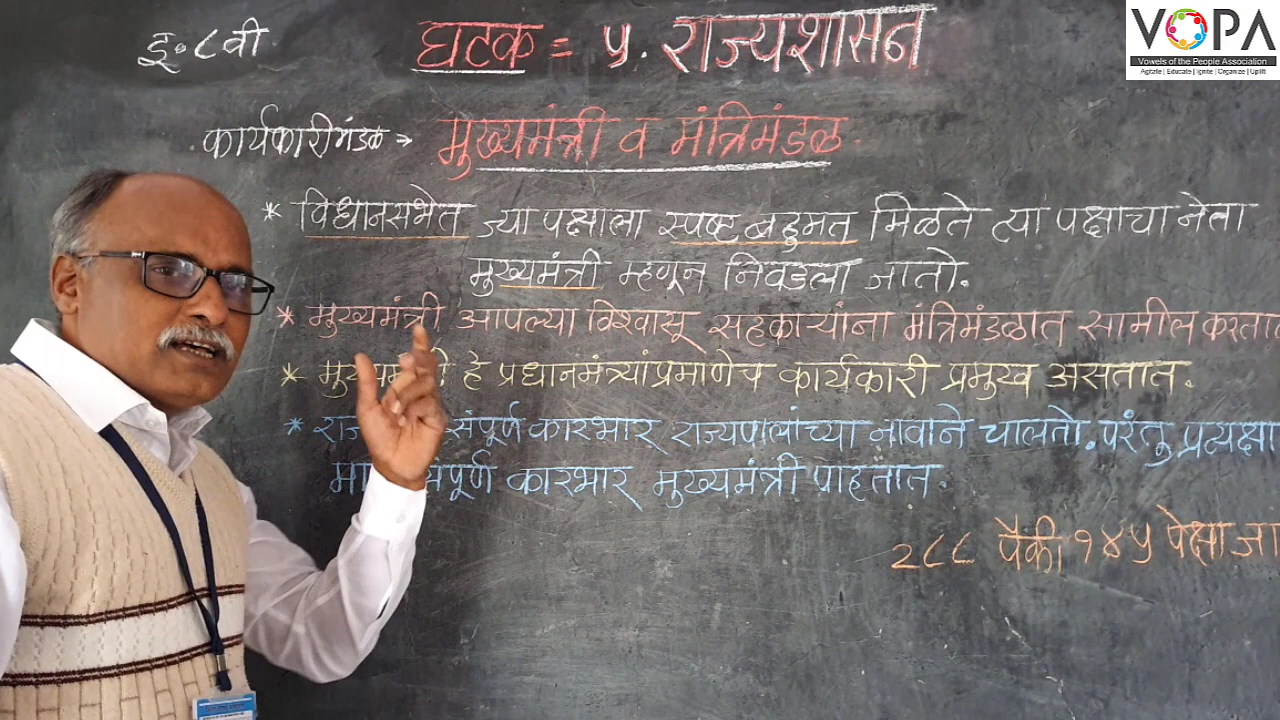 इ. ८ वी
घटक = ५. राज्यशासन
VOPA
Vowels of the People Association
Agitate | Educate | Ignite | Organize | Uplift
कार्यकारीमंडळ → मुख्यमंत्री व मंत्रिमंडळ.
* विधानसभेत ज्या पक्षाला स्पष्ट बहुमत मिळते त्या पक्षाचा नेता
मुख्यमंत्री म्हणून निवडला जातो.
* मुख्यमंत्री आपल्या विश्वासू सहकाऱ्यांना मंत्रिमंडळात सामील करतात
* मुख्यमंत्री हे प्रधानमंत्र्यांप्रमाणेच कार्यकारी प्रमुख असतात.
* संपूर्ण कारभार राज्यपालांच्या नावाने चालतो. परंतु प्रत्यक्षा
संपूर्ण कारभार मुख्यमंत्री पाहतात.
२८८ पैकी १४५ पेक्षा जा